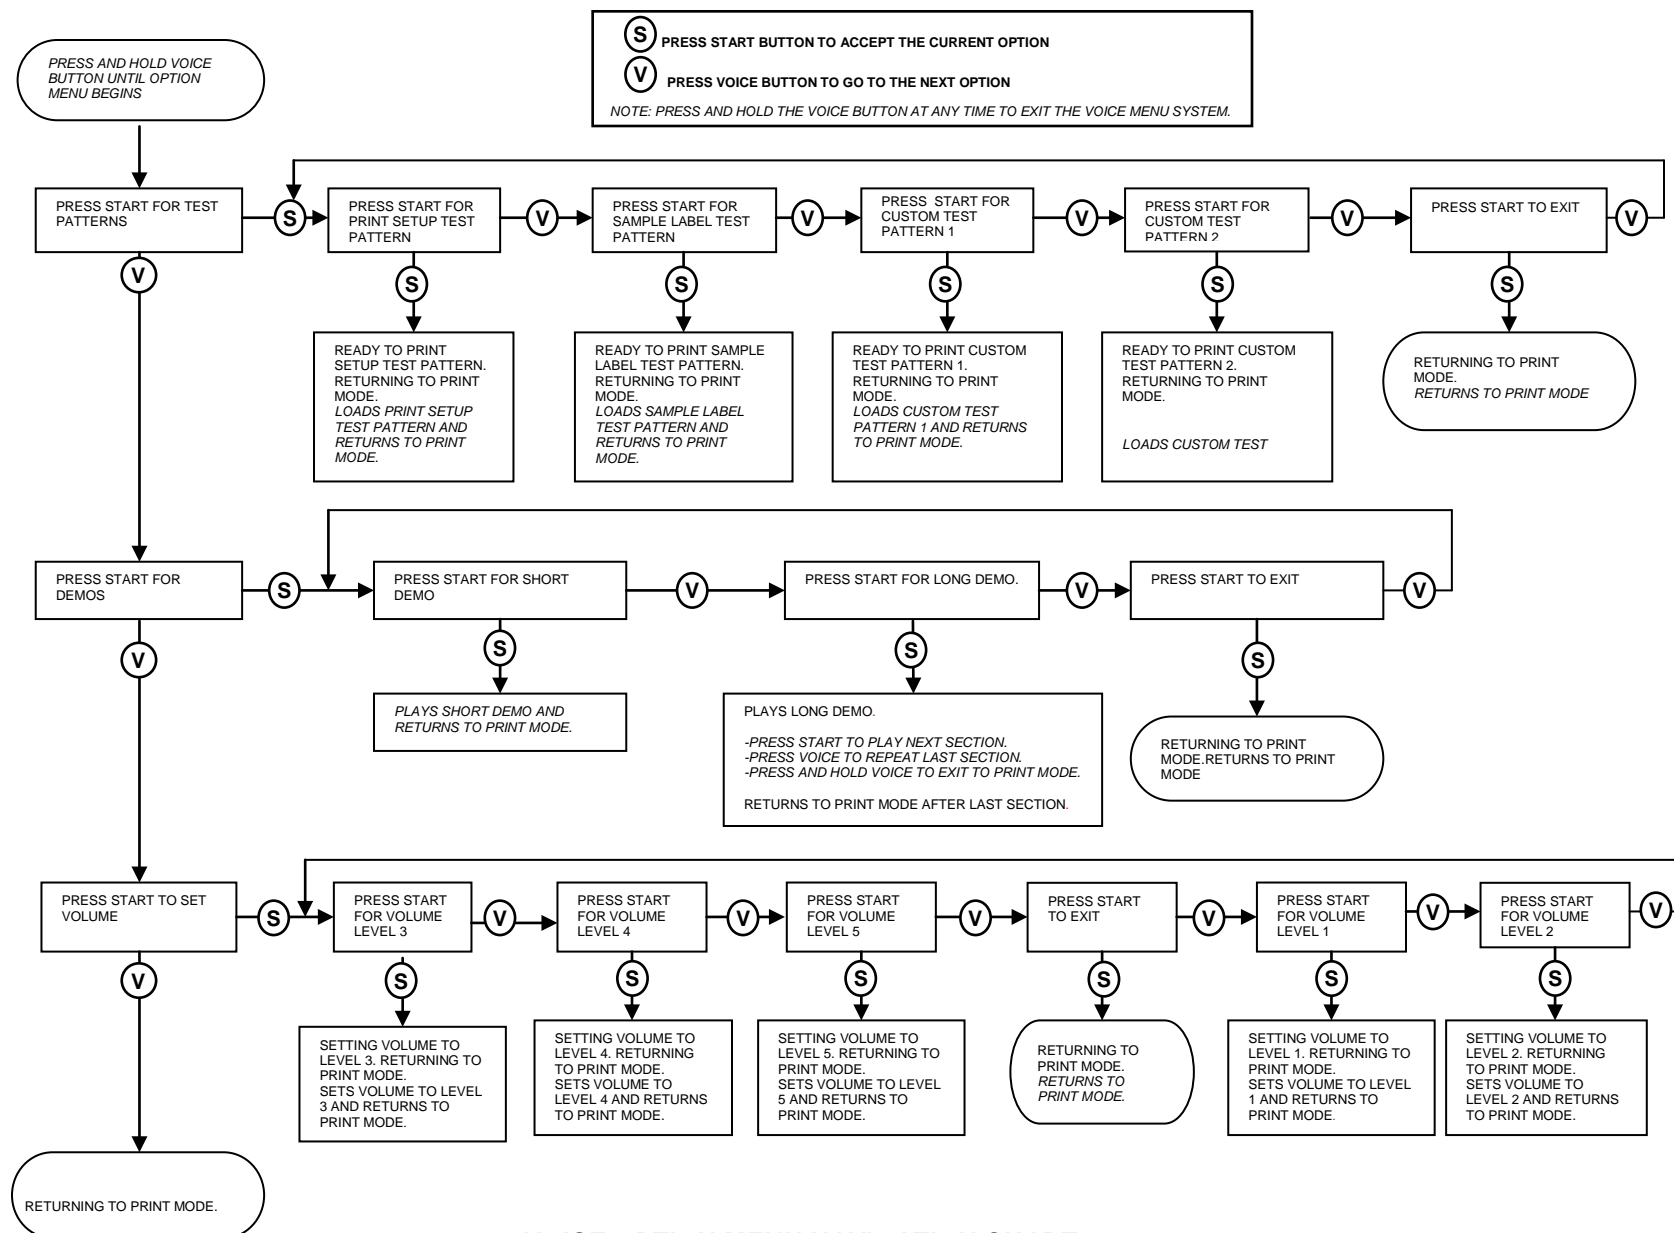 PRESS AND HOLD VOICE
BUTTON UNTIL OPTION
MENU BEGINS
S PRESS START BUTTON TO ACCEPT THE CURRENT OPTION
V PRESS VOICE BUTTON TO GO TO THE NEXT OPTION
NOTE: PRESS AND HOLD THE VOICE BUTTON AT ANY TIME TO EXIT THE VOICE MENU SYSTEM.
PRESS START FOR TEST
PATTERNS
S
PRESS START FOR
PRINT SETUP TEST
PATTERN
V
PRESS START FOR
SAMPLE LABEL TEST
PATTERN
V
PRESS START FOR
CUSTOM TEST
PATTERN 1
V
PRESS START FOR
CUSTOM TEST
PATTERN 2
V
PRESS START TO EXIT
V
V
S
S
S
S
S
READY TO PRINT
SETUP TEST PATTERN.
RETURNING TO PRINT
MODE.
LOADS PRINT SETUP
TEST PATTERN AND
RETURNS TO PRINT
MODE.
READY TO PRINT SAMPLE
LABEL TEST PATTERN.
RETURNING TO PRINT
MODE.
LOADS SAMPLE LABEL
TEST PATTERN AND
RETURNS TO PRINT
MODE.
READY TO PRINT CUSTOM
TEST PATTERN 1.
RETURNING TO PRINT
MODE.
LOADS CUSTOM TEST
PATTERN 1 AND RETURNS
TO PRINT MODE.
READY TO PRINT CUSTOM
TEST PATTERN 2.
RETURNING TO PRINT
MODE.
LOADS CUSTOM TEST
RETURNING TO PRINT
MODE.
RETURNS TO PRINT MODE
PRESS START FOR
DEMOS
S
PRESS START FOR SHORT
DEMO
V
PRESS START FOR LONG DEMO.
V
PRESS START TO EXIT
V
V
S
S
S
PLAYS SHORT DEMO AND
RETURNS TO PRINT MODE.
PLAYS LONG DEMO.
-PRESS START TO PLAY NEXT SECTION.
-PRESS VOICE TO REPEAT LAST SECTION.
-PRESS AND HOLD VOICE TO EXIT TO PRINT MODE.
RETURNS TO PRINT MODE AFTER LAST SECTION.
RETURNING TO PRINT
MODE.RETURNS TO PRINT
MODE
PRESS START TO SET
VOLUME
S
PRESS START
FOR VOLUME
LEVEL 3
V
PRESS START
FOR VOLUME
LEVEL 4
V
PRESS START
FOR VOLUME
LEVEL 5
V
PRESS START
TO EXIT
V
PRESS START
FOR VOLUME
LEVEL 1
V
PRESS START
FOR VOLUME
LEVEL 2
V
V
S
S
S
S
S
S
SETTING VOLUME TO
LEVEL 3. RETURNING TO
PRINT MODE.
SETS VOLUME TO LEVEL
3 AND RETURNS TO
PRINT MODE.
SETTING VOLUME TO
LEVEL 4. RETURNING
TO PRINT MODE.
SETS VOLUME TO
LEVEL 4 AND RETURNS
TO PRINT MODE.
SETTING VOLUME TO
LEVEL 5. RETURNING TO
PRINT MODE.
SETS VOLUME TO LEVEL
5 AND RETURNS TO
PRINT MODE.
RETURNING TO
PRINT MODE.
RETURNS TO
PRINT MODE.
SETTING VOLUME TO
LEVEL 1. RETURNING TO
PRINT MODE.
SETS VOLUME TO LEVEL
1 AND RETURNS TO
PRINT MODE.
SETTING VOLUME TO
LEVEL 2. RETURNING
TO PRINT MODE.
SETS VOLUME TO
LEVEL 2 AND RETURNS
TO PRINT MODE.
RETURNING TO PRINT MODE.